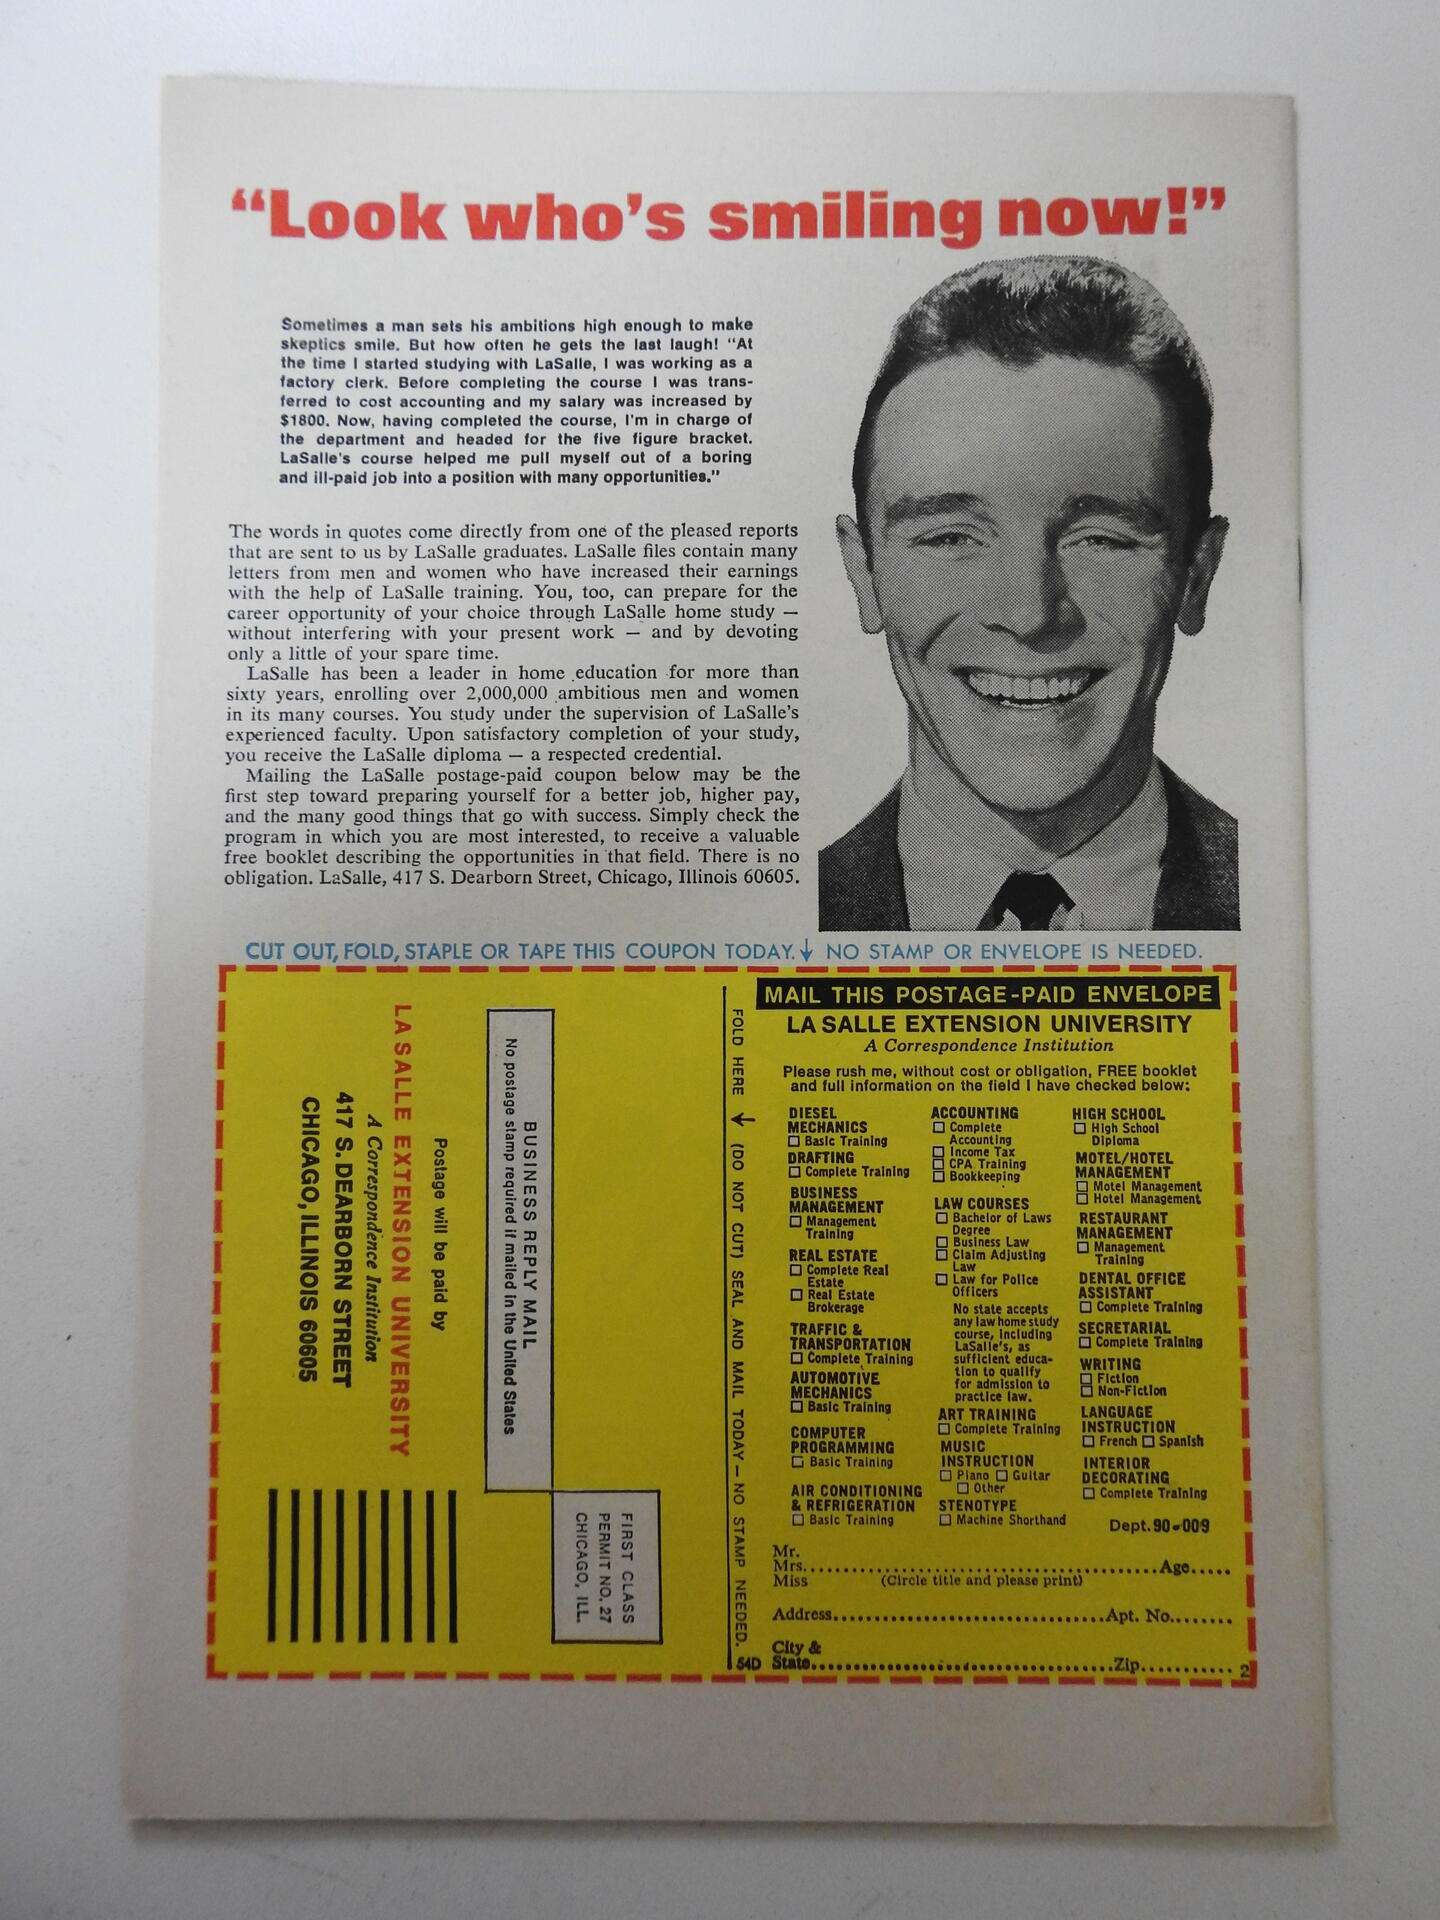 “Look who’s smiling now!”
Sometimes a man sets his ambitions high enough to make
skeptics smile. But how often he gets the last laugh! “At
the time I started studying with LaSalle, I was working as a
factory clerk. Before completing the course I was trans-
ferred to cost accounting and my salary was increased by
$1800. Now, having completed the course, I’m in charge of
the department and headed for the five figure bracket.
LaSalle’s course helped me pull myself out of a boring
and ill-paid job into a position with many opportunities.”
The words in quotes come directly from one of the pleased reports
that are sent to us by LaSalle graduates. LaSalle files contain many
letters from men and women who have increased their earnings
with the help of LaSalle training. You, too, can prepare for the
career opportunity of your choice through LaSalle home study —
without interfering with your present work — and by devoting
only a little of your spare time.
LaSalle has been a leader in home education for more than
sixty years, enrolling over 2,000,000 ambitious men and women
in its many courses. You study under the supervision of LaSalle’s
experienced faculty. Upon satisfactory completion of your study,
you receive the LaSalle diploma — a respected credential.
Mailing the LaSalle postage-paid coupon below may be the
first step toward preparing yourself for a better job, higher pay,
and the many good things that go with success. Simply check the
program in which you are most interested, to receive a valuable
free booklet describing the opportunities in that field. There is no
obligation. LaSalle, 417 S. Dearborn Street, Chicago, Illinois 60605.
CUT OUT, FOLD, STAPLE OR TAPE THIS COUPON TODAY.↓ NO STAMP OR ENVELOPE IS NEEDED.
FIRST CLASS
PERMIT NO. 27
CHICAGO, ILL.
BUSINESS REPLY MAIL
No postage stamp required if mailed in the United States
Postage will be paid by
LA SALLE EXTENSION UNIVERSITY
A Correspondence Institution
417 S. DEARBORN STREET
CHICAGO, ILLINOIS 60605
FOLD HERE → (DO NOT CUT) SEAL AND MAIL TODAY — NO STAMP NEEDED.
54D
MAIL THIS POSTAGE-PAID ENVELOPE
LA SALLE EXTENSION UNIVERSITY
A Correspondence Institution
Please rush me, without cost or obligation, FREE booklet
and full information on the field I have checked below:
DIESEL
MECHANICS
☐ Basic Training
DRAFTING
☐ Complete Training
BUSINESS
MANAGEMENT
☐ Management
Training
REAL ESTATE
☐ Complete Real
Estate
☐ Real Estate
Brokerage
TRAFFIC &
TRANSPORTATION
☐ Complete Training
AUTOMOTIVE
MECHANICS
☐ Basic Training
COMPUTER
PROGRAMMING
☐ Basic Training
AIR CONDITIONING
& REFRIGERATION
☐ Basic Training
ACCOUNTING
☐ Complete
Accounting
☐ Income Tax
☐ CPA Training
☐ Bookkeeping
LAW COURSES
☐ Bachelor of Laws
Degree
☐ Business Law
☐ Claim Adjusting
Law
☐ Law for Police
Officers
No state accepts
any law home study
course, including
LaSalle’s, as
sufficient educa-
tion to qualify
for admission to
practice law.
ART TRAINING
☐ Complete Training
MUSIC
INSTRUCTION
☐ Piano ☐ Guitar
☐ Other
STENOTYPE
☐ Machine Shorthand
HIGH SCHOOL
☐ High School
Diploma
MOTEL/HOTEL
MANAGEMENT
☐ Motel Management
☐ Hotel Management
RESTAURANT
MANAGEMENT
☐ Management
Training
DENTAL OFFICE
ASSISTANT
☐ Complete Training
SECRETARIAL
☐ Complete Training
WRITING
☐ Fiction
☐ Non-Fiction
LANGUAGE
INSTRUCTION
☐ French ☐ Spanish
INTERIOR
DECORATING
☐ Complete Training
Dept. 90-009
Mr.
Mrs. Age
Miss (Circle title and please print)
Address Apt. No.
City &
State Zip 2